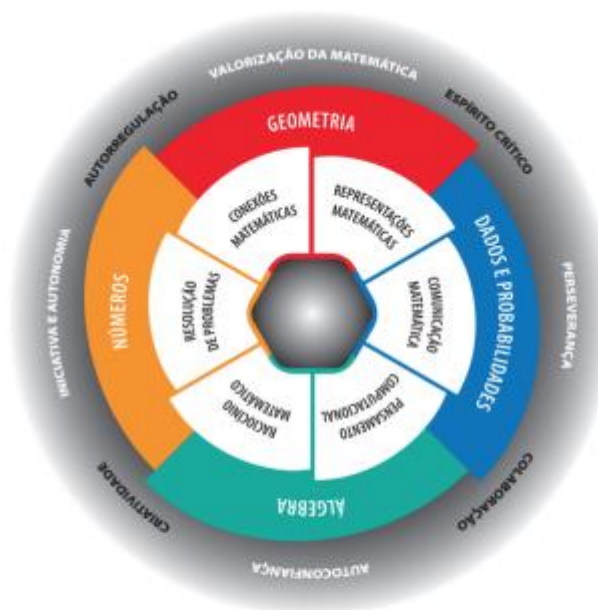 VALORIZAÇÃO DA MATEMÁTICA
ESPÍRITO CRÍTICO
PERSEVERANÇA
COLABORAÇÃO
AUTOCONFIANÇA
CRIATIVIDADE
INICIATIVA E AUTONOMIA
AUTORREGULAÇÃO
GEOMETRIA
DADOS E PROBABILIDADES
ÁLGEBRA
NÚMEROS
CONEXÕES
MATEMÁTICAS
REPRESENTAÇÕES
MATEMÁTICAS
COMUNICAÇÃO
MATEMÁTICA
PENSAMENTO
COMPUTACIONAL
RACIOCÍNIO
MATEMÁTICO
RESOLUÇÃO
DE PROBLEMAS